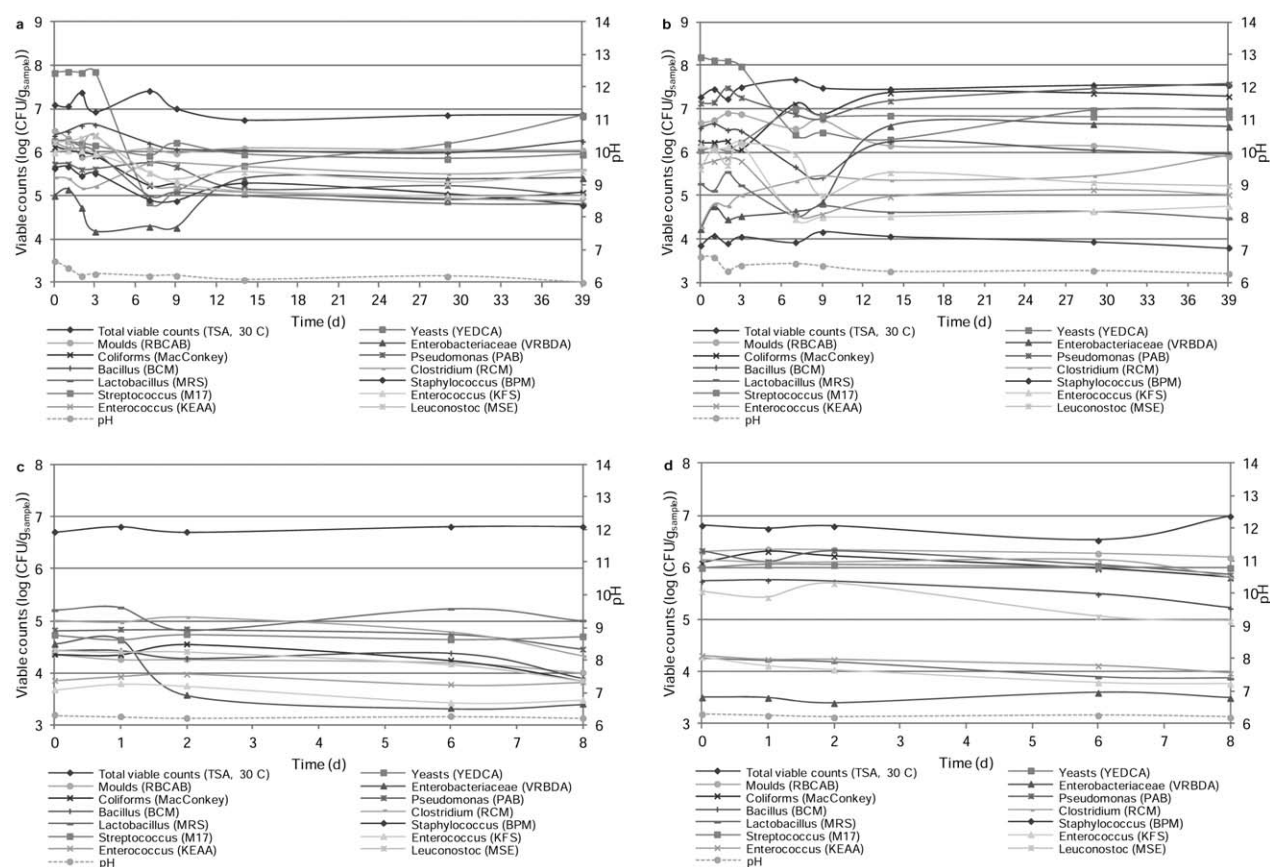 a
9
8
7
6
5
4
3
14
13
12
11
10
9
8
7
6
Viable counts (log (CFU/gsample))
pH
0 3 6 9 12 15 18 21 24 27 30 33 36 39
Time (d)
Total viable counts (TSA, 30 C) Yeasts (YEDCA)
Moulds (RBCAB) Enterobacteriaceae (VRBDA)
Coliforms (MacConkey) Pseudomonas (PAB)
Bacillus (BCM) Clostridium (RCM)
Lactobacillus (MRS) Staphylococcus (BPM)
Streptococcus (M17) Enterococcus (KFS)
Enterococcus (KEAA) Leuconostoc (MSE)
pH
b
9
8
7
6
5
4
3
14
13
12
11
10
9
8
7
6
Viable counts (log (CFU/gsample))
pH
0 3 6 9 12 15 18 21 24 27 30 33 36 39
Time (d)
Total viable counts (TSA, 30 C) Yeasts (YEDCA)
Moulds (RBCAB) Enterobacteriaceae (VRBDA)
Coliforms (MacConkey) Pseudomonas (PAB)
Bacillus (BCM) Clostridium (RCM)
Lactobacillus (MRS) Staphylococcus (BPM)
Streptococcus (M17) Enterococcus (KFS)
Enterococcus (KEAA) Leuconostoc (MSE)
pH
c
8
7
6
5
4
3
14
13
12
11
10
9
8
7
6
Viable counts (log (CFU/gsample))
pH
0 1 2 3 4 5 6 7 8
Time (d)
Total viable counts (TSA, 30 C) Yeasts (YEDCA)
Moulds (RBCAB) Enterobacteriaceae (VRBDA)
Coliforms (MacConkey) Pseudomonas (PAB)
Bacillus (BCM) Clostridium (RCM)
Lactobacillus (MRS) Staphylococcus (BPM)
Streptococcus (M17) Enterococcus (KFS)
Enterococcus (KEAA) Leuconostoc (MSE)
pH
d
8
7
6
5
4
3
14
13
12
11
10
9
8
7
6
Viable counts (log (CFU/gsample))
pH
0 1 2 3 4 5 6 7 8
Time (d)
Total viable counts (TSA, 30 C) Yeasts (YEDCA)
Moulds (RBCAB) Enterobacteriaceae (VRBDA)
Coliforms (MacConkey) Pseudomonas (PAB)
Bacillus (BCM) Clostridium (RCM)
Lactobacillus (MRS) Staphylococcus (BPM)
Streptococcus (M17) Enterococcus (KFS)
Enterococcus (KEAA) Leuconostoc (MSE)
pH